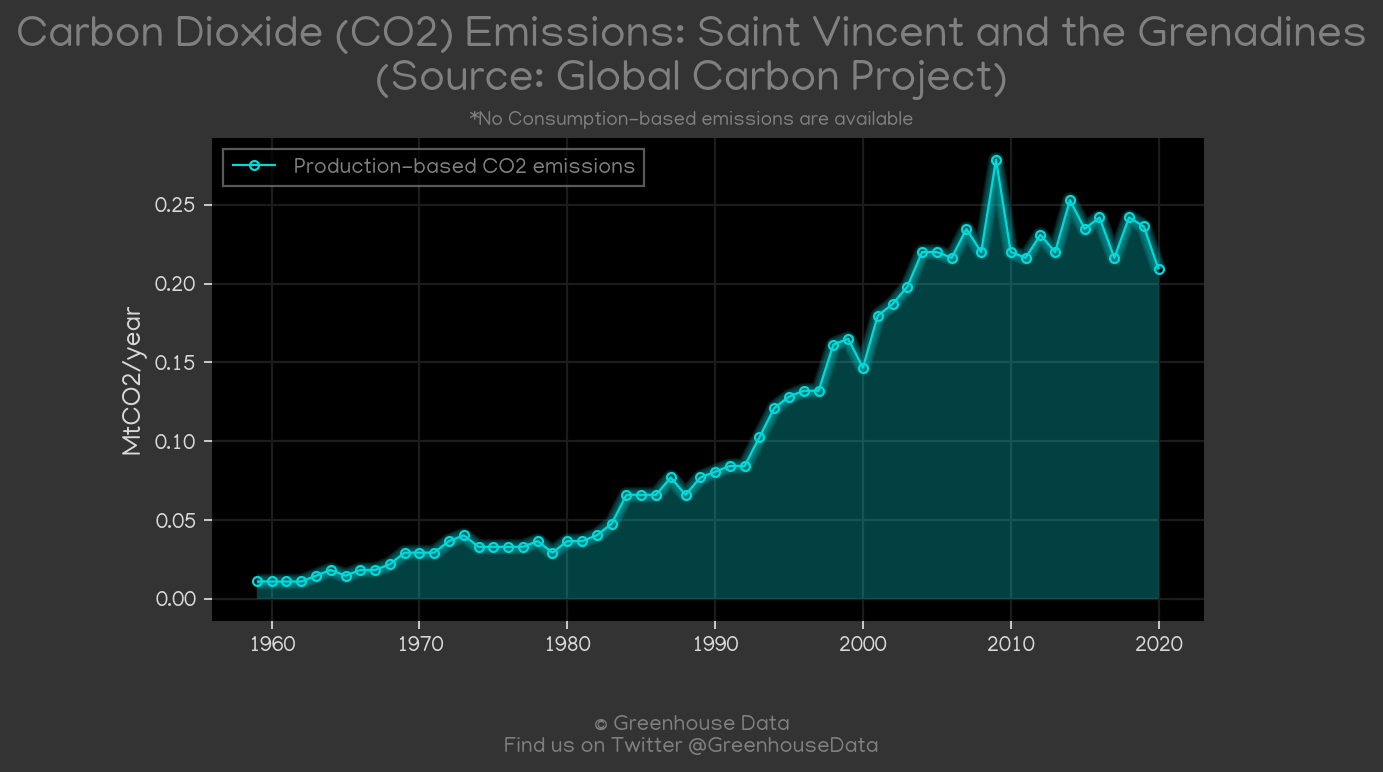 Carbon Dioxide (CO2) Emissions: Saint Vincent and the Grenadines
(Source: Global Carbon Project)
*No Consumption-based emissions are available
Production-based CO2 emissions
MtCO2/year
0.25
0.20
0.15
0.10
0.05
0.00
1960 1970 1980 1990 2000 2010 2020
© Greenhouse Data
Find us on Twitter @GreenhouseData